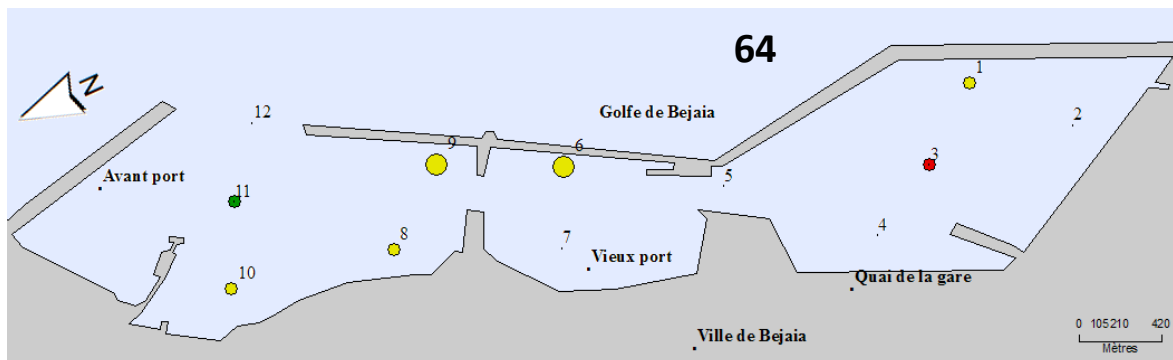 64
1
N
12
2
Golfe de Bejaia
9
6
3
Avant port
5
11
8
7
4
Vieux port
10
Quai de la gare
0 105210 420
Ville de Bejaia
Mètres